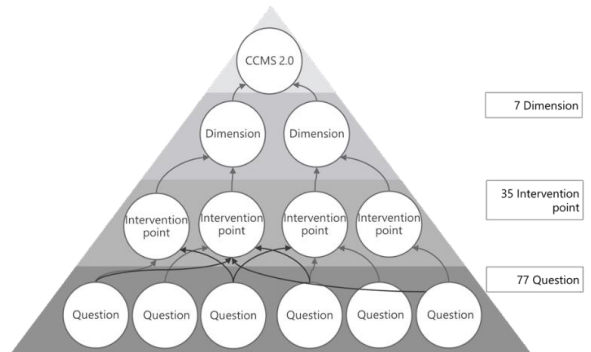 CCMS 2.0
7 Dimension
Dimension
Dimension
35 Intervention
point
Intervention
point
Intervention
point
Intervention
point
Intervention
point
77 Question
Question
Question
Question
Question
Question
Question